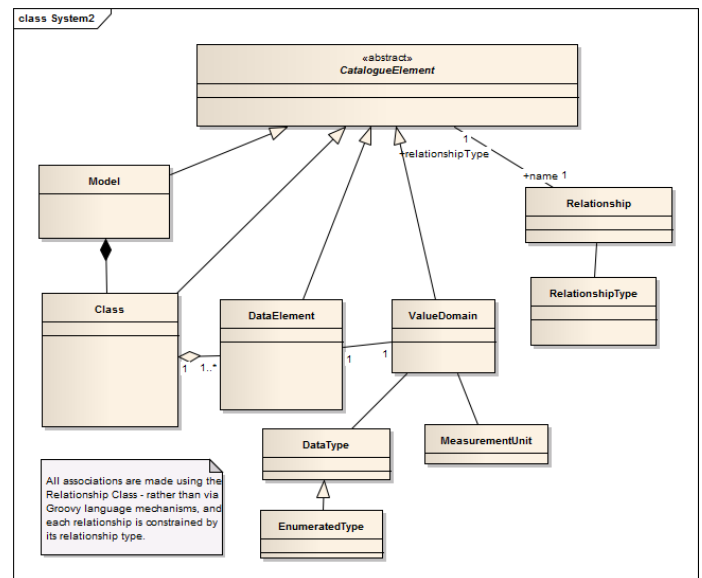 class System2
«abstract»
CatalogueElement
1
+relationshipType
+name 1
Model
Relationship
RelationshipType
Class
DataElement
ValueDomain
1
1..*
1
1
DataType
MeasurementUnit
EnumeratedType
All associations are made using the
Relationship Class - rather than via
Groovy language mechanisms, and
each relationship is constrained by
its relationship type.